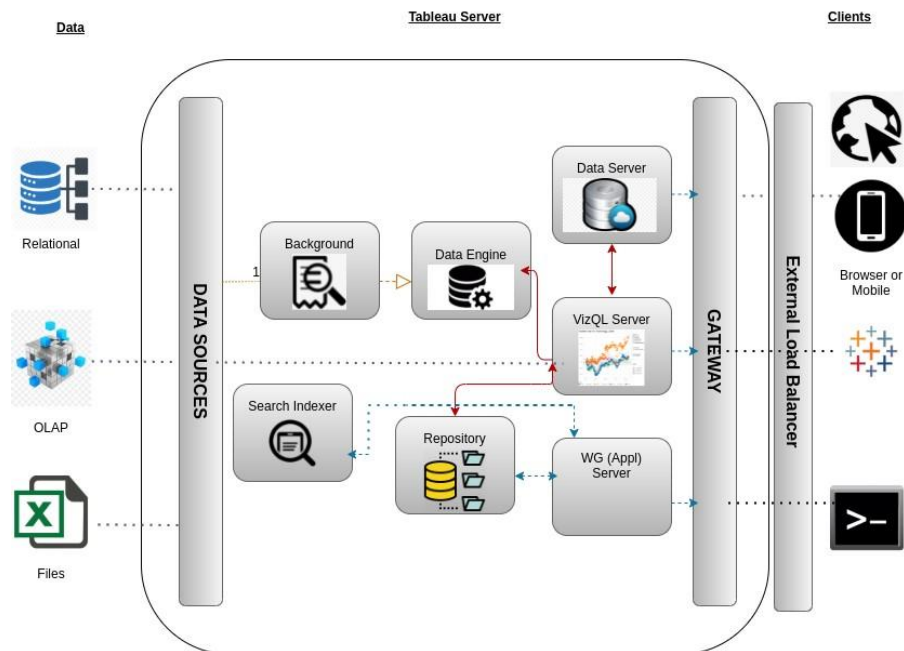 Tableau Server
Clients
Data
Data Server
Relational
Background
Data Engine
1
Browser or
Mobile
DATA SOURCES
GATEWAY
External Load Balancer
VizQL Server
OLAP
Search Indexer
Repository
WG (Appl)
Server
X
>_
Files